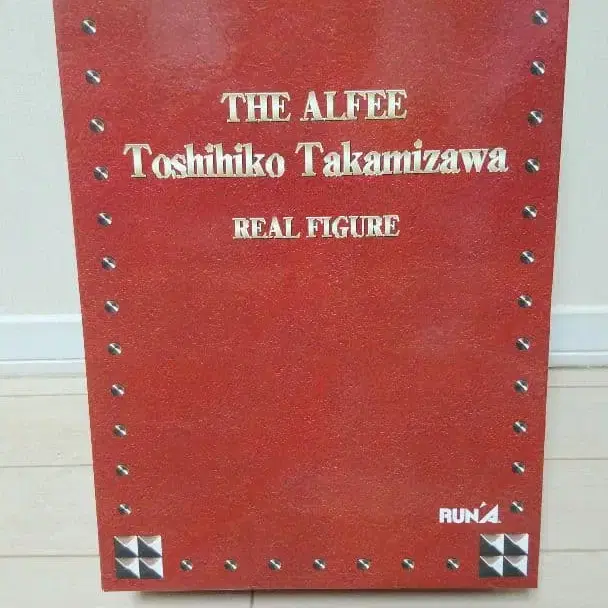 THE ALFEE
Toshihiko Takamizawa
REAL FIGURE
RUN'A